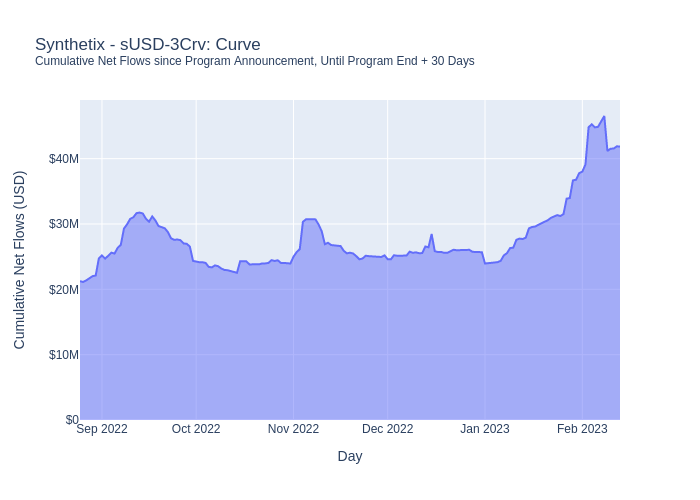 Synthetix - sUSD-3Crv: Curve
Cumulative Net Flows since Program Announcement, Until Program End + 30 Days
Cumulative Net Flows (USD)
$40M
$30M
$20M
$10M
$0
Sep 2022 Oct 2022 Nov 2022 Dec 2022 Jan 2023 Feb 2023
Day